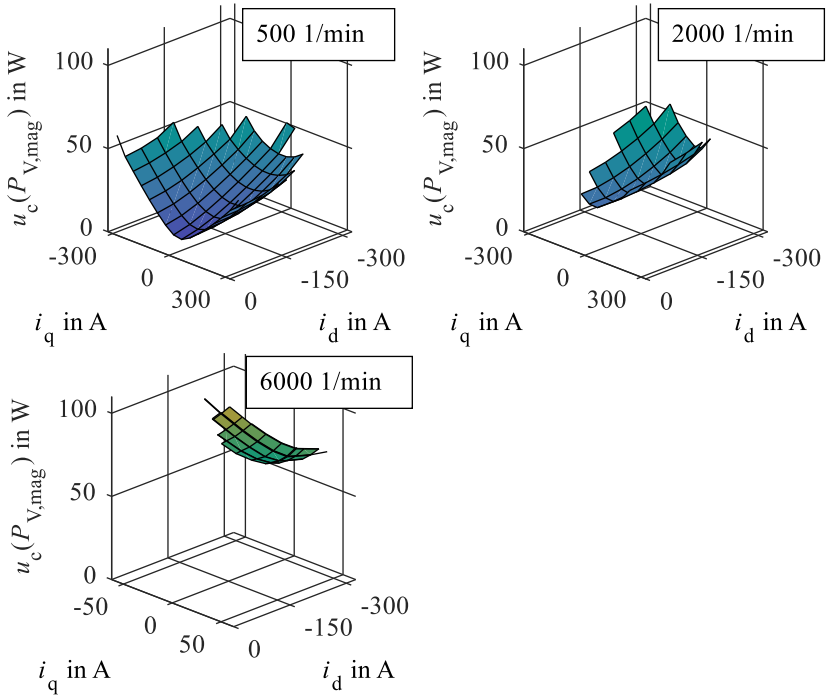 500 1/min
u_c(P_V,mag) in W
100
50
0
-300
0
300
i_q in A
0
-150
-300
i_d in A
2000 1/min
u_c(P_V,mag) in W
100
50
0
-300
0
300
i_q in A
0
-150
-300
i_d in A
6000 1/min
u_c(P_V,mag) in W
100
50
0
-50
0
50
i_q in A
0
-150
-300
i_d in A